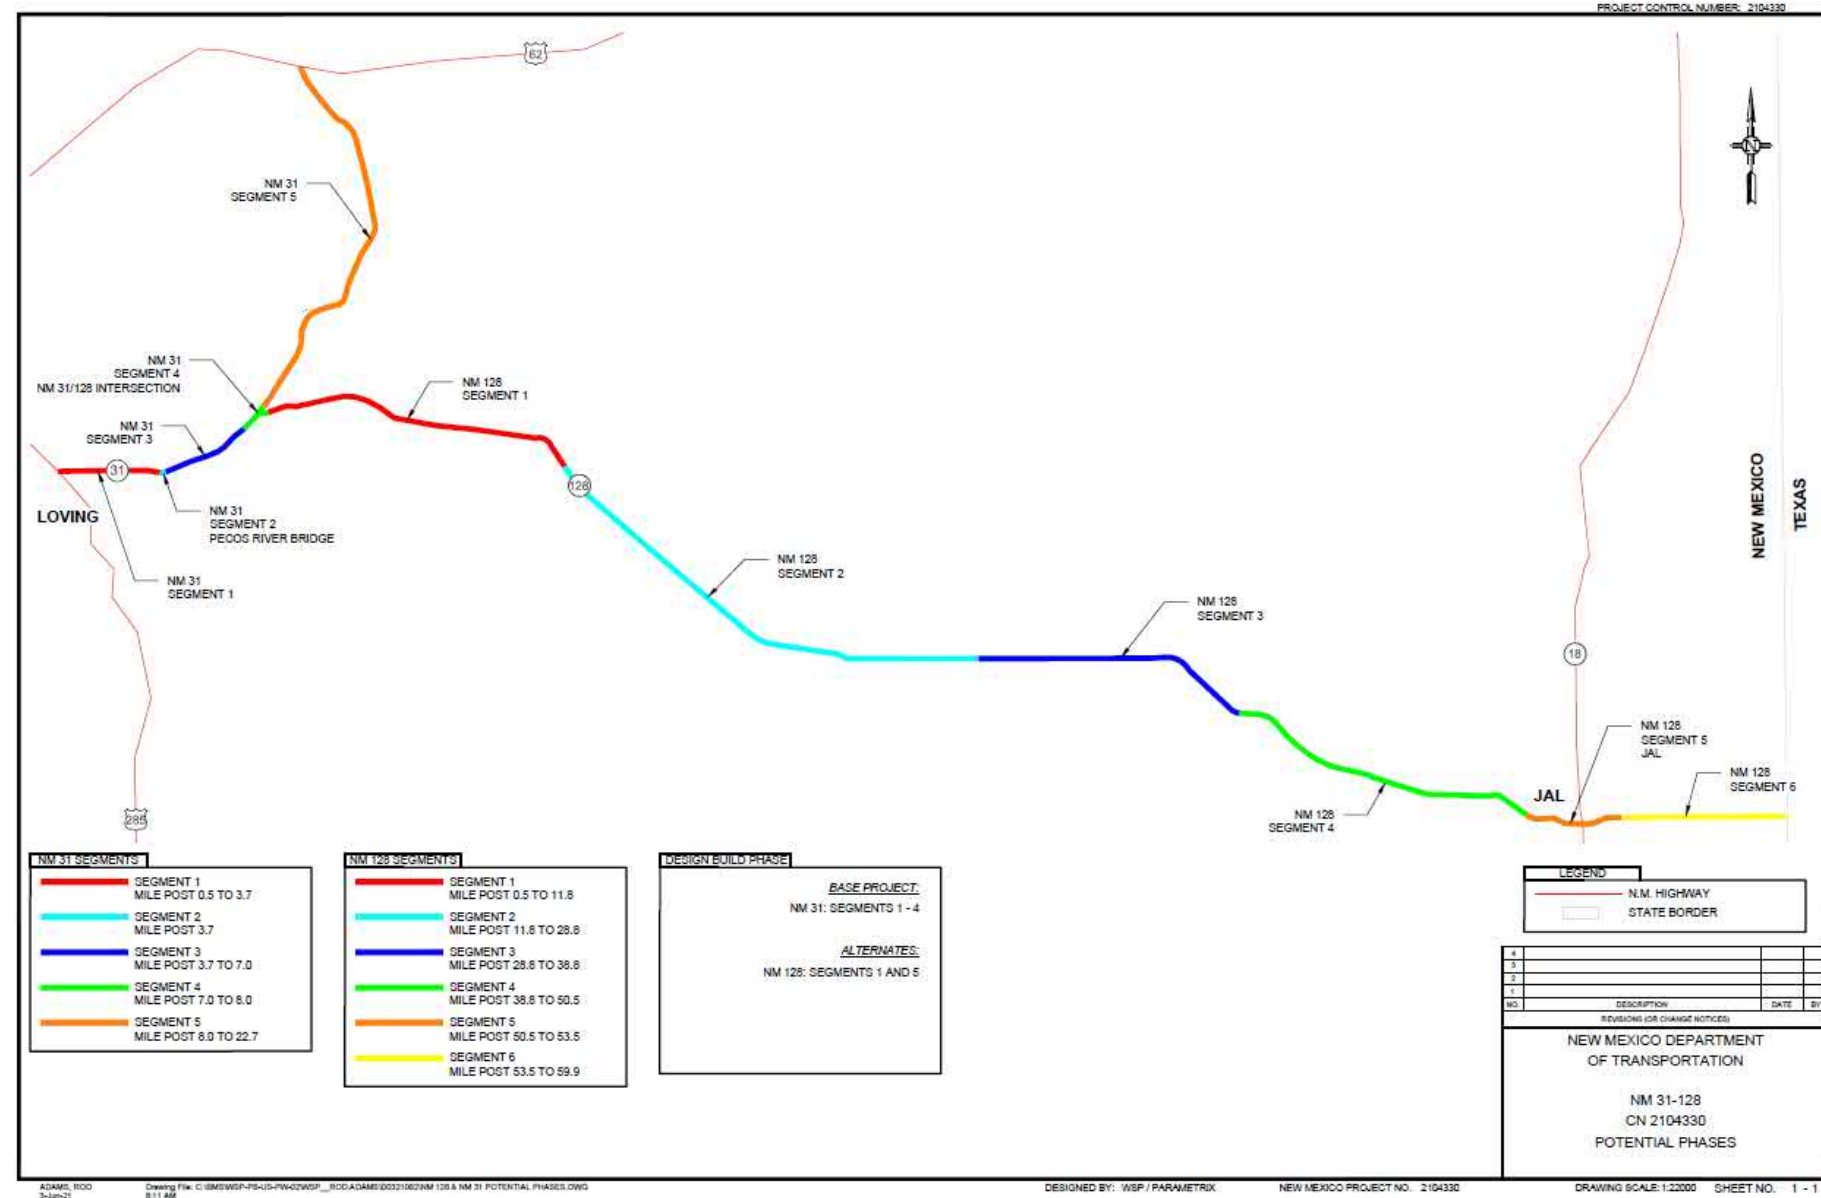 PROJECT CONTROL NUMBER: 2104330
62
NM 31
SEGMENT 5
NM 31
SEGMENT 4
NM 31/128 INTERSECTION
NM 128
SEGMENT 1
NM 31
SEGMENT 3
31
128
LOVING
NM 31
SEGMENT 2
PECOS RIVER BRIDGE
NM 31
SEGMENT 1
NM 128
SEGMENT 2
NM 128
SEGMENT 3
NEW MEXICO
TEXAS
18
NM 128
SEGMENT 5
JAL
NM 128
SEGMENT 6
JAL
NM 128
SEGMENT 4
285
NM 31 SEGMENTS
SEGMENT 1
MILE POST 0.5 TO 3.7
SEGMENT 2
MILE POST 3.7
SEGMENT 3
MILE POST 3.7 TO 7.0
SEGMENT 4
MILE POST 7.0 TO 8.0
SEGMENT 5
MILE POST 8.0 TO 22.7
NM 128 SEGMENTS
SEGMENT 1
MILE POST 0.5 TO 11.8
SEGMENT 2
MILE POST 11.8 TO 28.8
SEGMENT 3
MILE POST 28.8 TO 38.8
SEGMENT 4
MILE POST 38.8 TO 50.5
SEGMENT 5
MILE POST 50.5 TO 53.5
SEGMENT 6
MILE POST 53.5 TO 59.9
DESIGN BUILD PHASE
BASE PROJECT:
NM 31: SEGMENTS 1 - 4
ALTERNATES:
NM 128: SEGMENTS 1 AND 5
LEGEND
N.M. HIGHWAY
STATE BORDER
4
3
2
1
NO. DESCRIPTION DATE BY
REVISIONS (OR CHANGE NOTICES)
NEW MEXICO DEPARTMENT
OF TRANSPORTATION
NM 31-128
CN 2104330
POTENTIAL PHASES
ADAMS, ROD
3-Jun-21
8:11 AM
DESIGNED BY: WSP / PARAMETRIX
NEW MEXICO PROJECT NO. 2104330
DRAWING SCALE: 1:22000
SHEET NO. 1 - 1